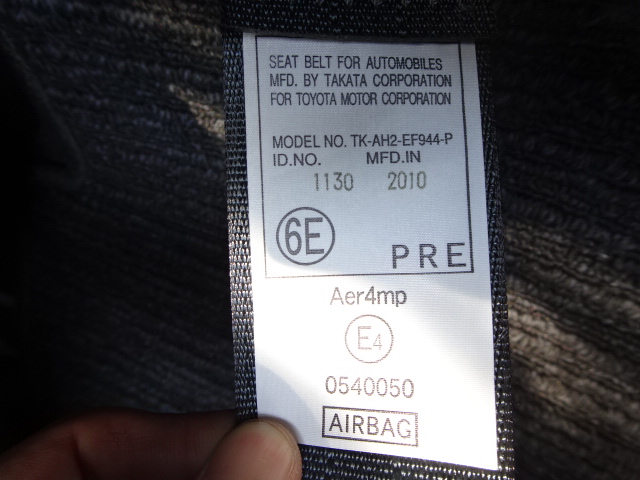 SEAT BELT FOR AUTOMOBILES
MFD. BY TAKATA CORPORATION
FOR TOYOTA MOTOR CORPORATION
MODEL NO. TK-AH2-EF944-P
ID.NO. MFD.IN
1130 2010
6E PRE
Aer4mp
E4
0540050
AIRBAG